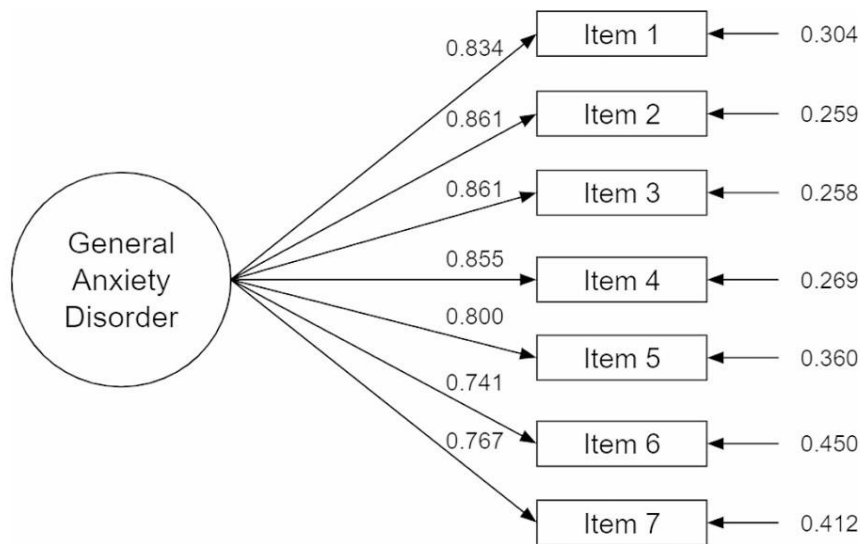 0.834
Item 1
0.304
0.861
Item 2
0.259
0.861
Item 3
0.258
General
Anxiety
Disorder
0.855
Item 4
0.269
0.800
Item 5
0.360
0.741
Item 6
0.450
0.767
Item 7
0.412